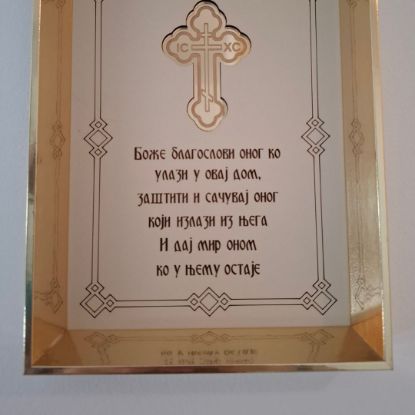 IC XC
Боже благослови оног ко
улази у овај дом,
заштити и сачувај оног
који излази из њега
И дај мир оном
ко у њему остаје